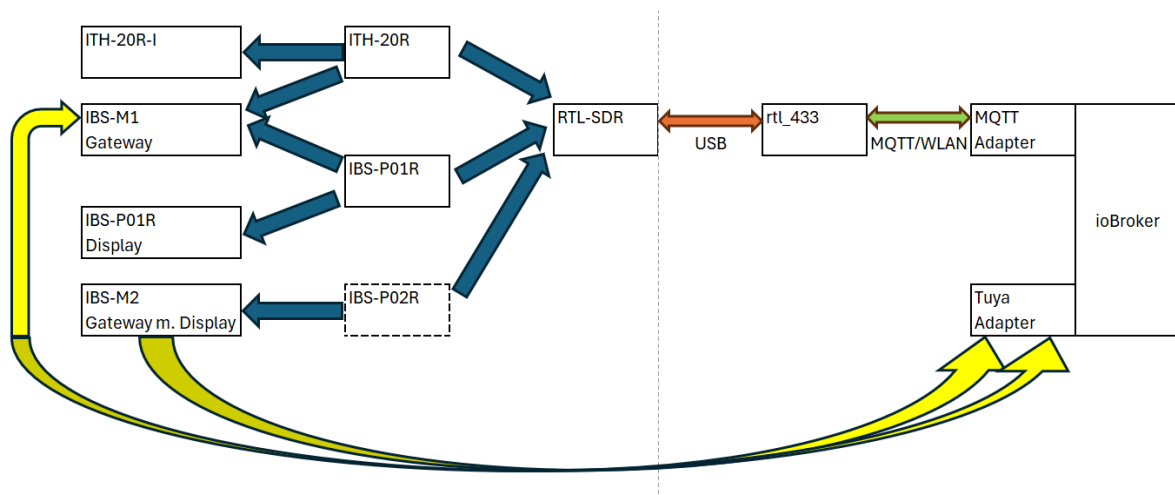 ITH-20R-I
ITH-20R
IBS-M1
Gateway
RTL-SDR
USB
rtl_433
MQTT/WLAN
MQTT
Adapter
IBS-P01R
IBS-P01R
Display
ioBroker
IBS-M2
Gateway m. Display
IBS-P02R
Tuya
Adapter